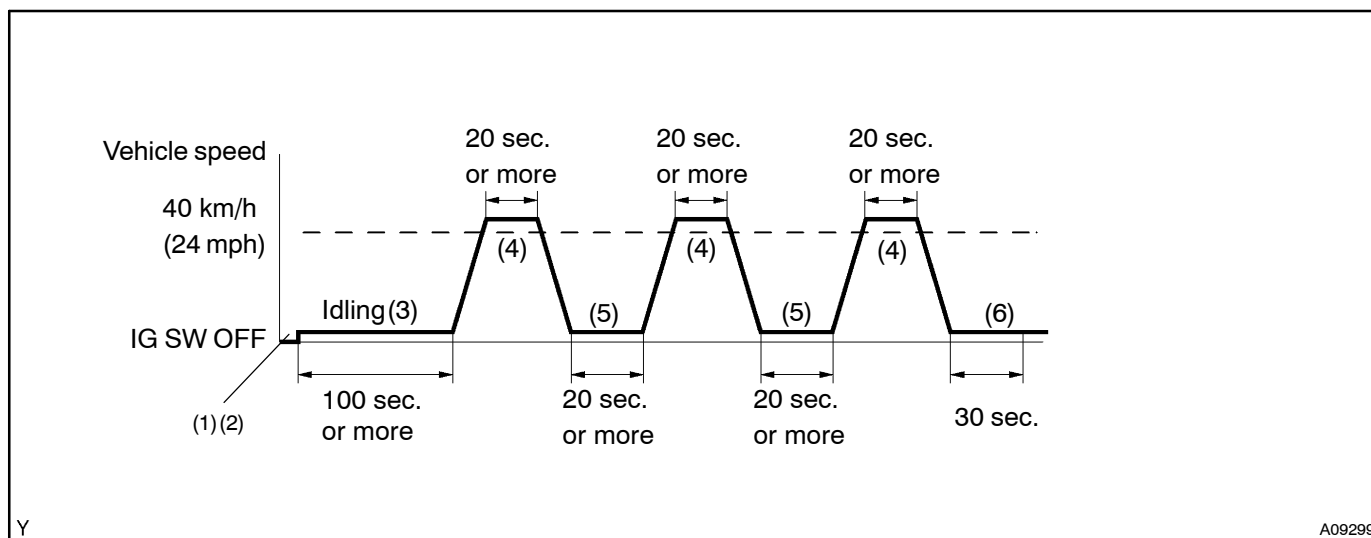 Vehicle speed
40 km/h
(24 mph)
IG SW OFF
(1)(2)
Idling (3)
100 sec.
or more
20 sec.
or more
(4)
(5)
20 sec.
or more
20 sec.
or more
(4)
(5)
20 sec.
or more
20 sec.
or more
(4)
(6)
30 sec.
Y
A09299